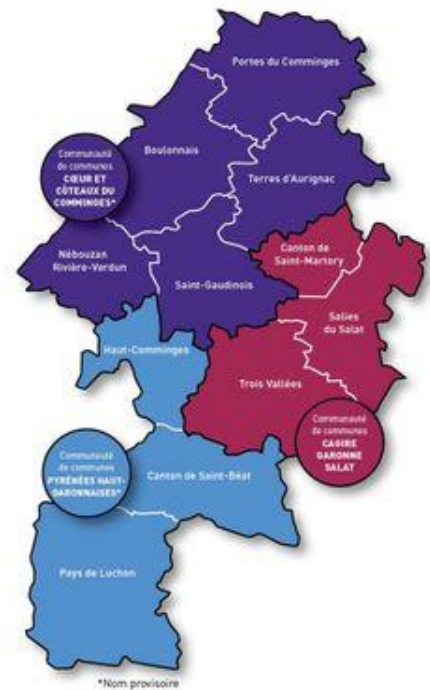 Portes du Comminges
Boulonnais
Communauté
de communes
CŒUR ET
CÔTEAUX DU
COMMINGES*
Terres d'Aurignac
Nébouzan
Rivière-Verdun
Saint-Gaudinois
Canton de
Saint-Martory
Salies
du Salat
Haut-Comminges
Trois Vallées
Communauté
de communes
CAGIRE
GARONNE
SALAT
Communauté
de communes
PYRÉNÉES HAUT-
GARONNAISES*
Canton de Saint-Béat
Pays de Luchon
*Nom provisoire